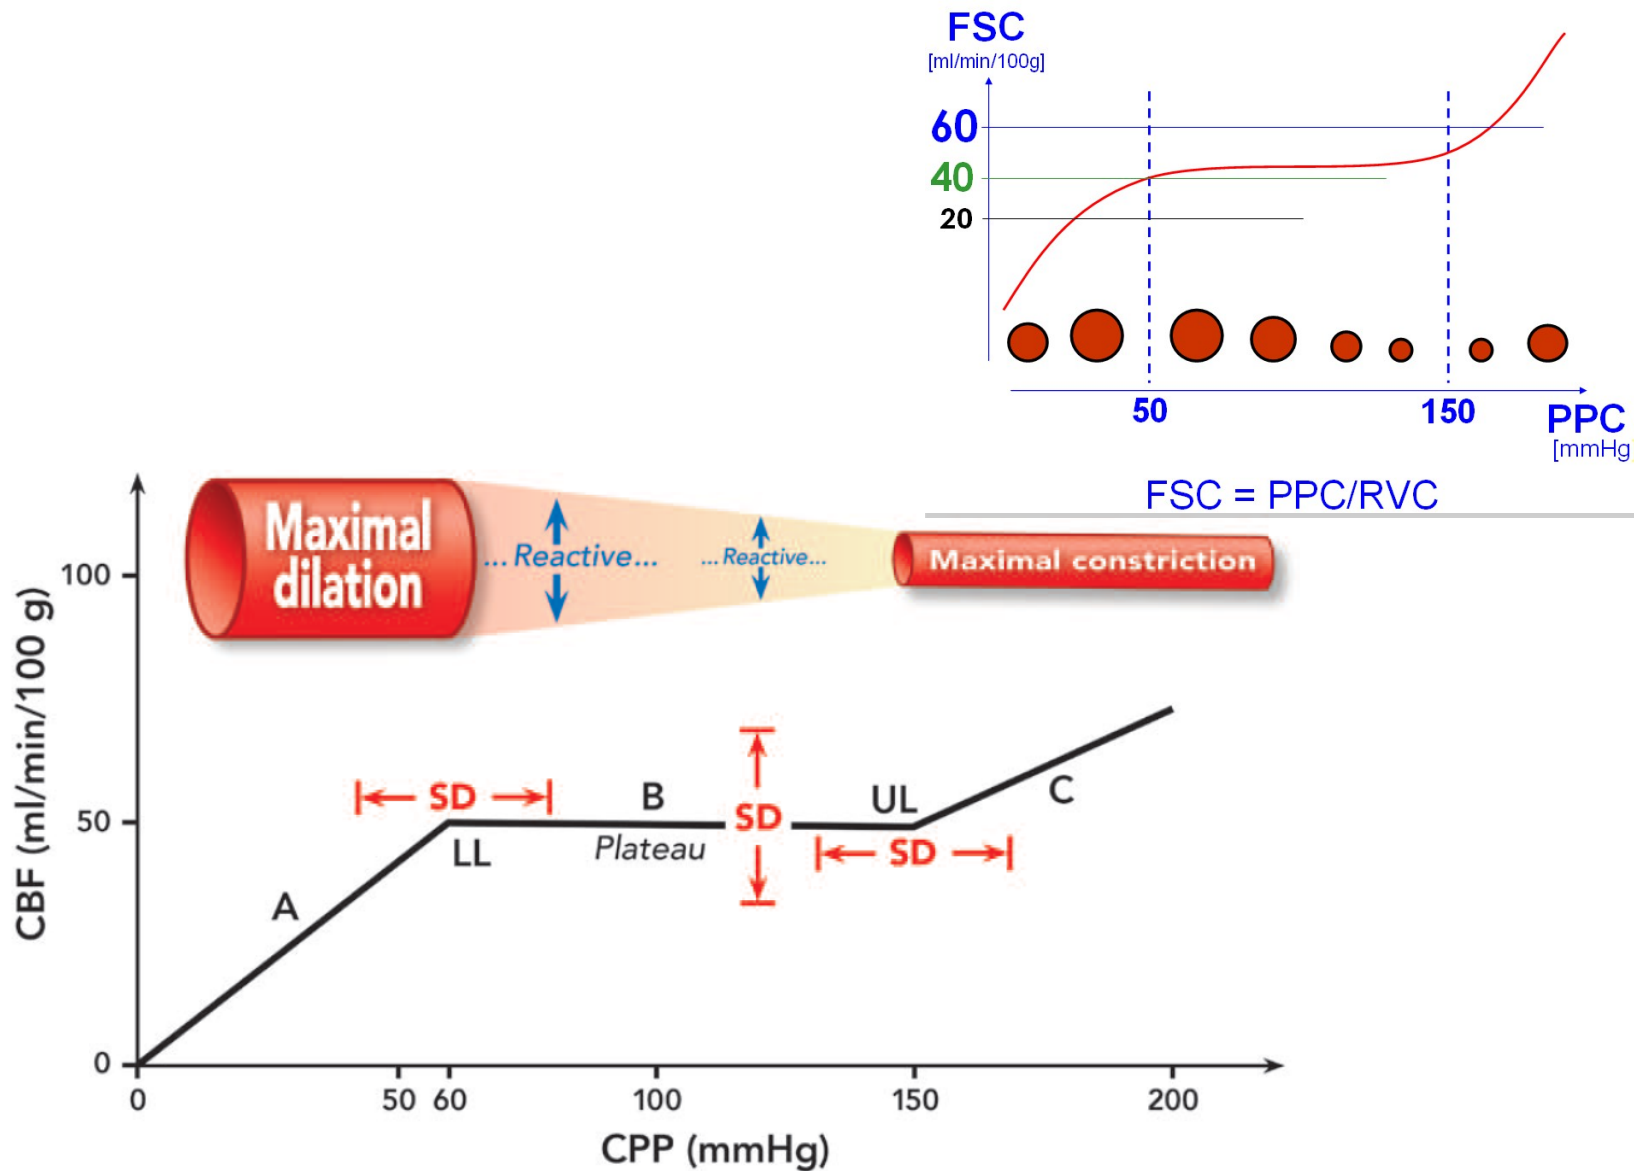 FSC
[ml/min/100g]
60
40
20
50
150
PPC
[mmHg
FSC = PPC/RVC
Maximal
dilation
... Reactive...
... Reactive...
Maximal constriction
CBF (ml/min/100 g)
100
50
0
SD
B
SD
UL
C
LL
Plateau
SD
A
0
50
60
100
150
200
CPP (mmHg)